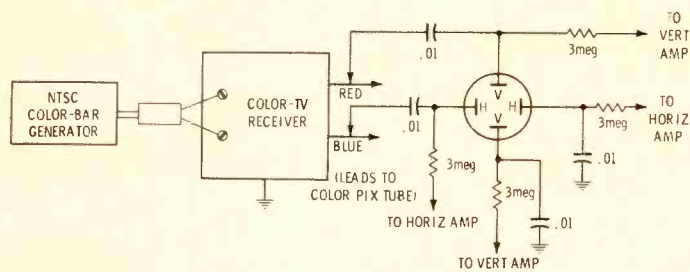 TO
VERT
AMP
.01
3meg
NTSC
COLOR-BAR
GENERATOR
COLOR-TV
RECEIVER
RED
V
H H
V
.01
3meg
TO
HORIZ
AMP
BLUE
(LEADS TO
COLOR PIX TUBE)
3meg
3meg
.01
.01
TO HORIZ AMP
TO VERT AMP